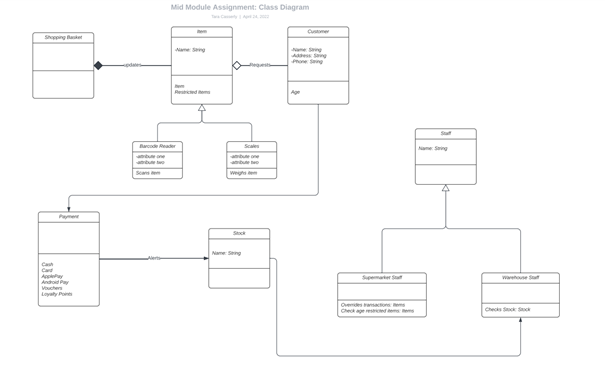 Mid Module Assignment: Class Diagram
Tara Casserly | April 24, 2022
Shopping Basket
updates
Item
-Name: String
Item
Restricted items
Requests
Customer
-Name: String
-Address: String
-Phone: String
Age
Barcode Reader
-attribute one
-attribute two
Scans item
Scales
-attribute one
-attribute two
Weighs item
Staff
Name: String
Payment
Cash
Card
ApplePay
Android Pay
Vouchers
Loyalty Points
Alerts
Stock
Name: String
Supermarket Staff
Overrides transactions: Items
Check age restricted items: Items
Warehouse Staff
Checks Stock: Stock